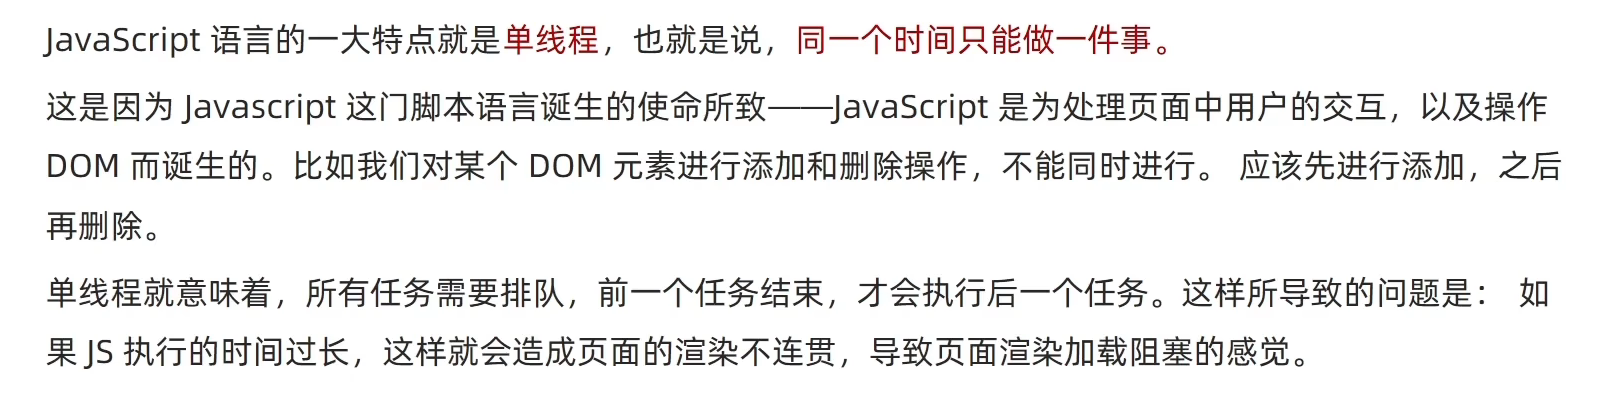 JavaScript 语言的一大特点就是单线程，也就是说，同一个时间只能做一件事。
这是因为 Javascript 这门脚本语言诞生的使命所致——JavaScript 是为处理页面中用户的交互，以及操作
DOM 而诞生的。比如我们对某个 DOM 元素进行添加和删除操作，不能同时进行。 应该先进行添加，之后
再删除。
单线程就意味着，所有任务需要排队，前一个任务结束，才会执行后一个任务。这样所导致的问题是： 如
果 JS 执行的时间过长，这样就会造成页面的渲染不连贯，导致页面渲染加载阻塞的感觉。